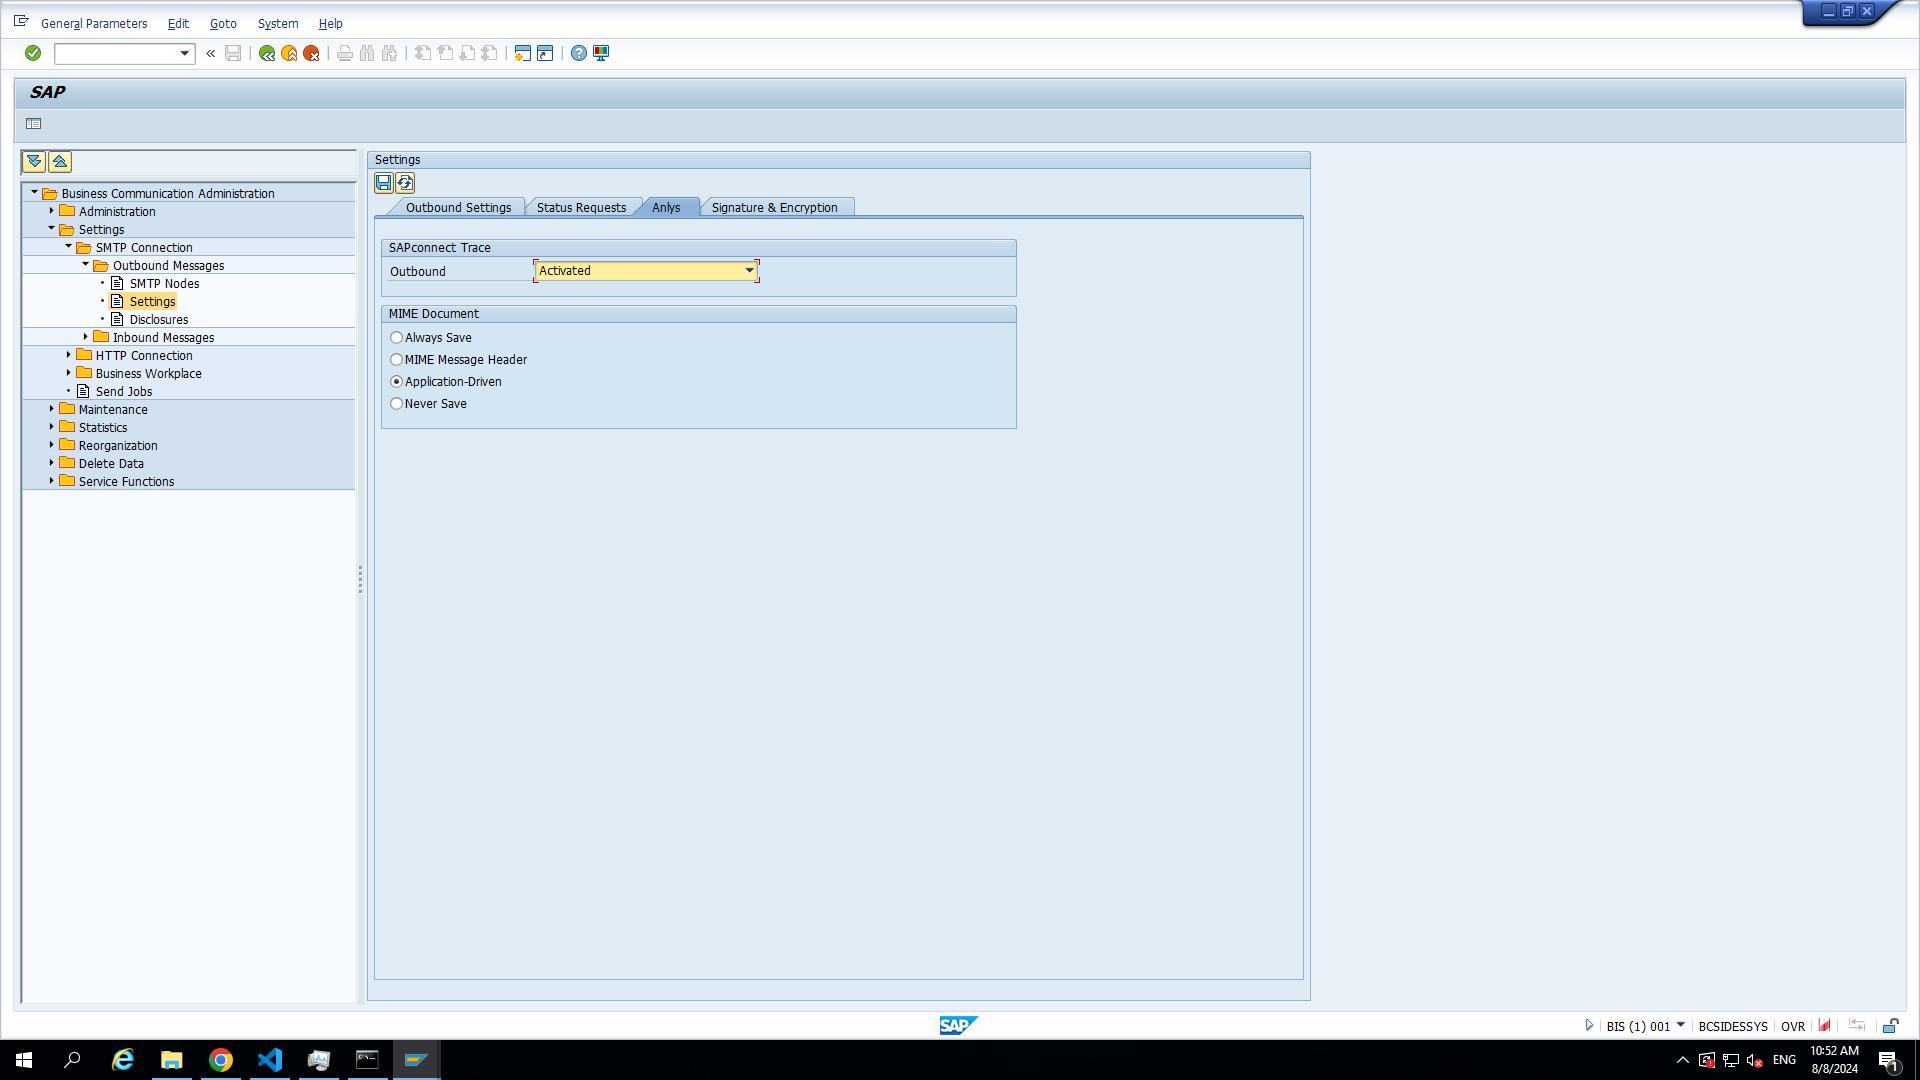 General Parameters Edit Goto System Help
SAP
Business Communication Administration
Administration
Settings
SMTP Connection
Outbound Messages
SMTP Nodes
Settings
Disclosures
Inbound Messages
HTTP Connection
Business Workplace
Send Jobs
Maintenance
Statistics
Reorganization
Delete Data
Service Functions
Settings
Outbound Settings Status Requests Anlys Signature & Encryption
SAPconnect Trace
Outbound Activated
MIME Document
Always Save
MIME Message Header
Application-Driven
Never Save
SAP
BIS (1) 001 BCSIDESSYS OVR
ENG
10:52 AM
8/8/2024
1